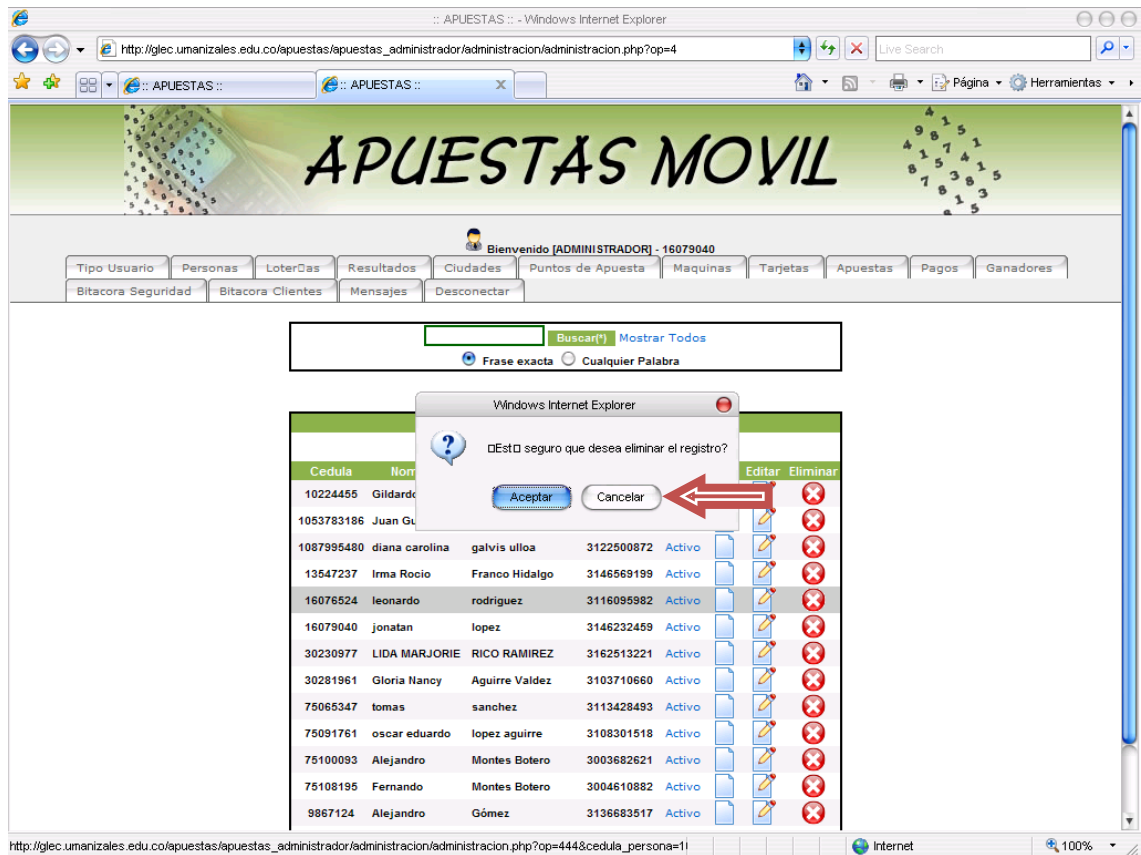 :: APUESTAS :: - Windows Internet Explorer
http://glec.umanizales.edu.co/apuestas/apuestas_administrador/administracion/administracion.php?op=4
Live Search
:: APUESTAS ::
:: APUESTAS ::
X
Página
Herramientas
APUESTAS MOVIL
Bienvenido [ADMINISTRADOR] - 16079040
Tipo Usuario Personas Loter□as Resultados Ciudades Puntos de Apuesta Maquinas Tarjetas Apuestas Pagos Ganadores
Bitacora Seguridad Bitacora Clientes Mensajes Desconectar
Buscar(*) Mostrar Todos
Frase exacta Cualquier Palabra
Windows Internet Explorer
□Est□ seguro que desea eliminar el registro?
Aceptar Cancelar
Cedula Nom Editar Eliminar
10224455 Gildardo
1053783186 Juan Gu
1087995480 diana carolina galvis ulloa 3122500872 Activo
13547237 Irma Rocio Franco Hidalgo 3146569199 Activo
16076524 leonardo rodriguez 3116095982 Activo
16079040 jonatan lopez 3146232459 Activo
30230977 LIDA MARJORIE RICO RAMIREZ 3162513221 Activo
30281961 Gloria Nancy Aguirre Valdez 3103710660 Activo
75065347 tomas sanchez 3113428493 Activo
75091761 oscar eduardo lopez aguirre 3108301518 Activo
75100093 Alejandro Montes Botero 3003682621 Activo
75108195 Fernando Montes Botero 3004610882 Activo
9867124 Alejandro Gómez 3136683517 Activo
http://glec.umanizales.edu.co/apuestas/apuestas_administrador/administracion/administracion.php?op=444&cedula_persona=1
Internet
100%